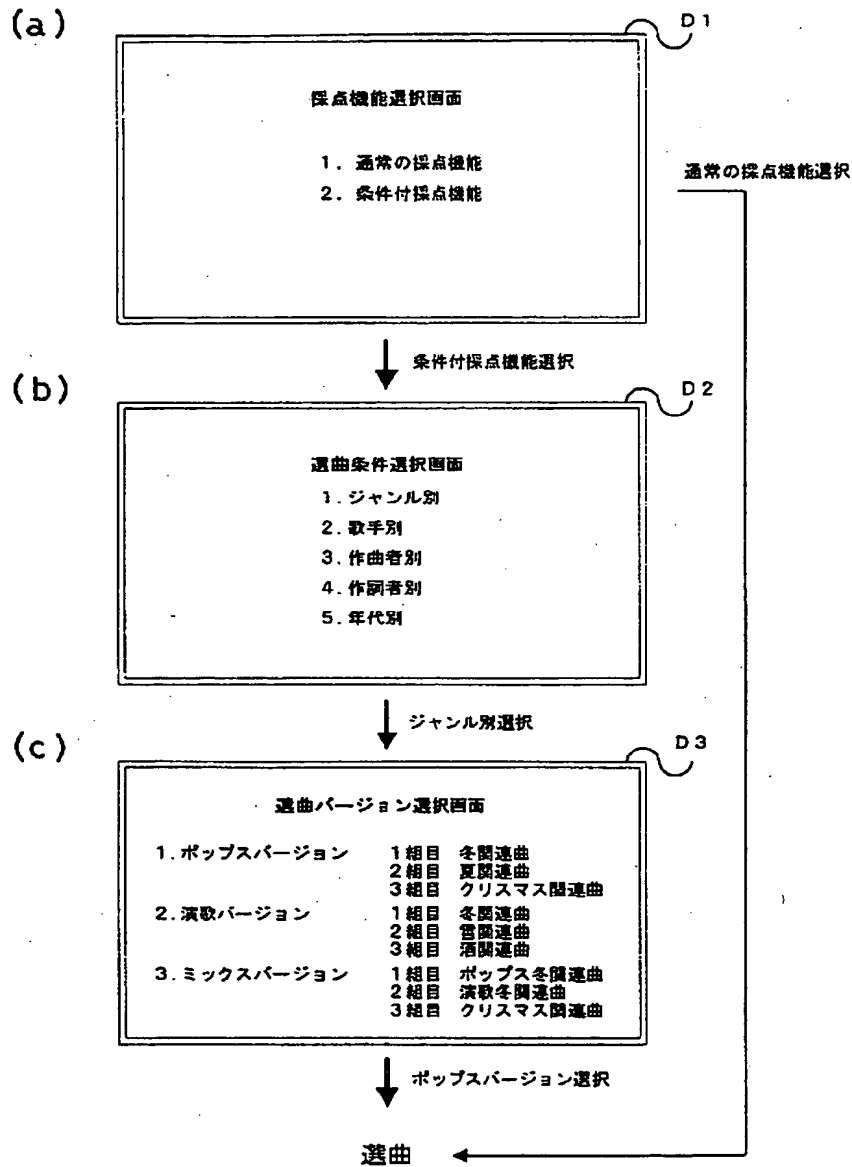 (a)
D1
採点機能選択画面
1. 通常の採点機能
2. 条件付採点機能
通常の採点機能選択
条件付採点機能選択
(b)
D2
選曲条件選択画面
1.ジャンル別
2.歌手別
3.作曲者別
4.作詞者別
5.年代別
ジャンル別選択
(c)
D3
選曲バージョン選択画面
1.ポップスバージョン 1組目 冬関連曲
2組目 夏関連曲
3組目 クリスマス関連曲
2.演歌バージョン 1組目 冬関連曲
2組目 雪関連曲
3組目 酒関連曲
3.ミックスバージョン 1組目 ポップス冬関連曲
2組目 演歌冬関連曲
3組目 クリスマス関連曲
ポップスバージョン選択
選曲